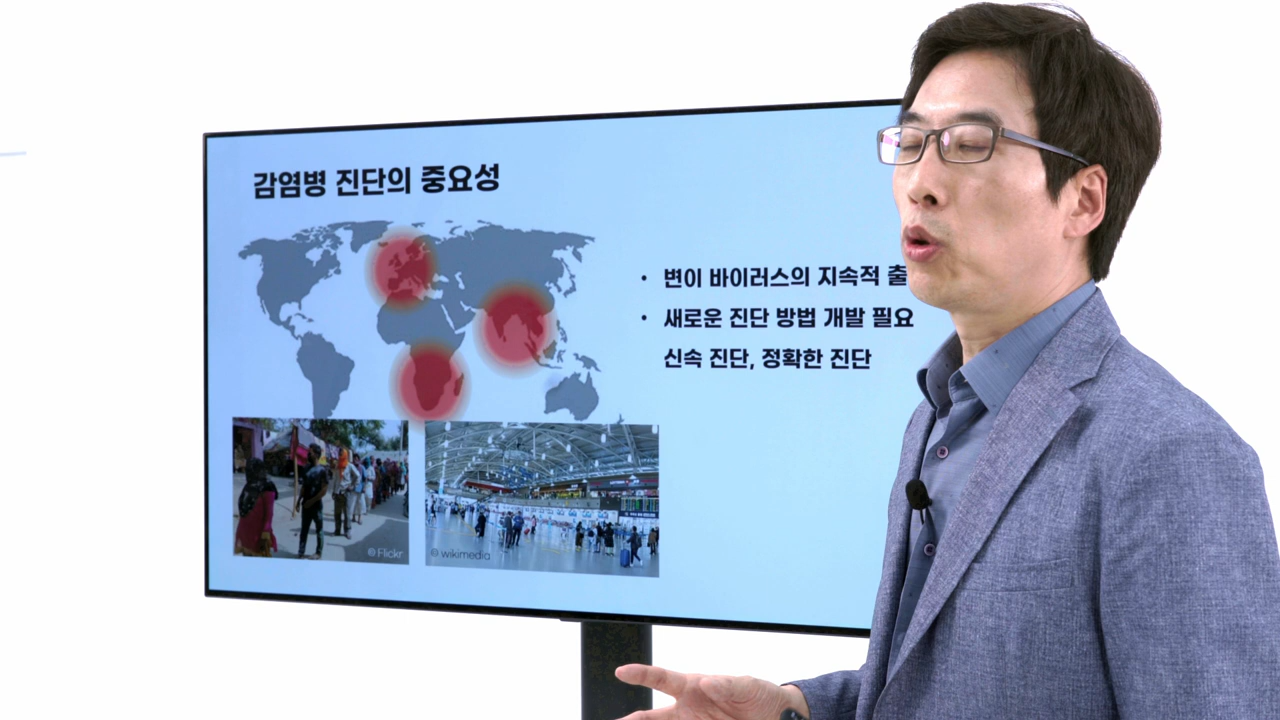 감염병 진단의 중요성
• 변이 바이러스의 지속적
• 새로운 진단 방법 개발 필요
신속 진단, 정확한 진단
Flickr
wikimedia